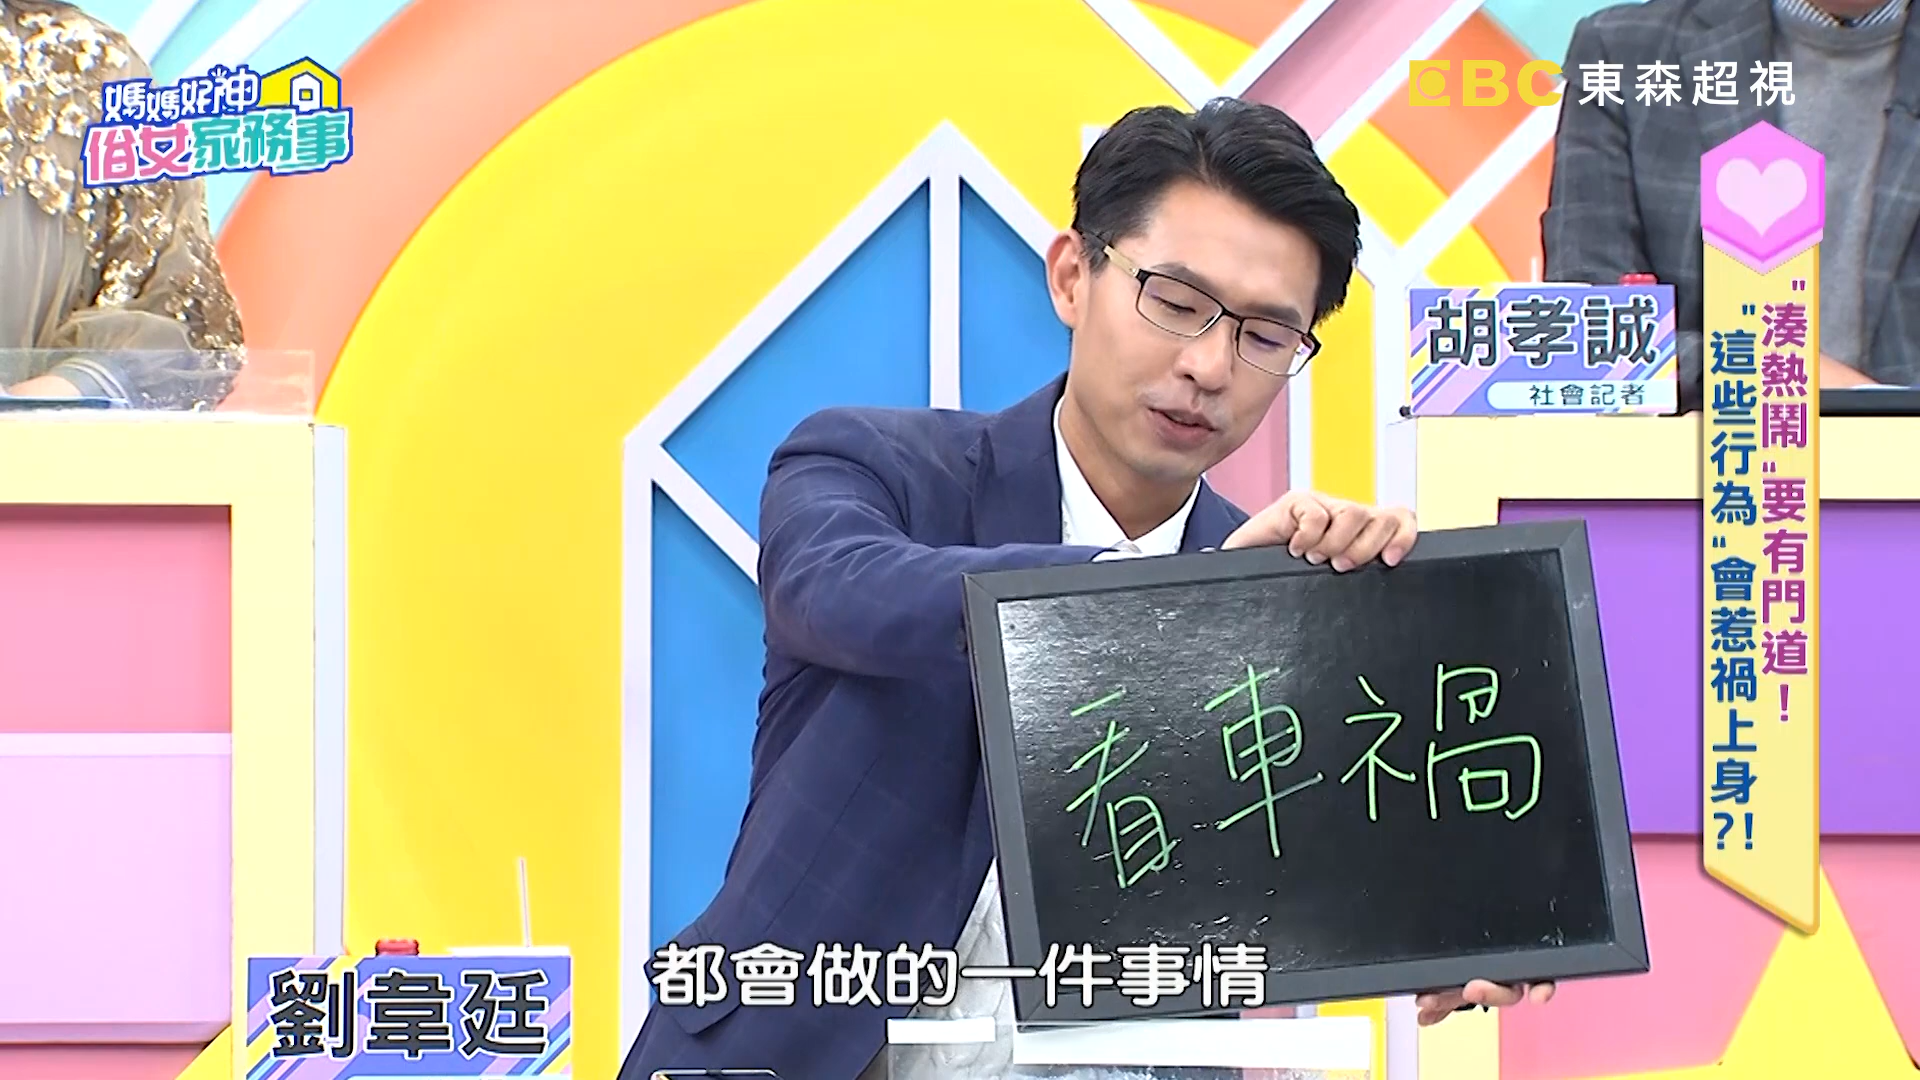 媽媽好神
俗女家務事
EBC 東森超視
"湊熱鬧"要有門道！
"這些行為"會惹禍上身?!
胡孝誠
社會記者
看車禍
都會做的一件事情
劉韋廷